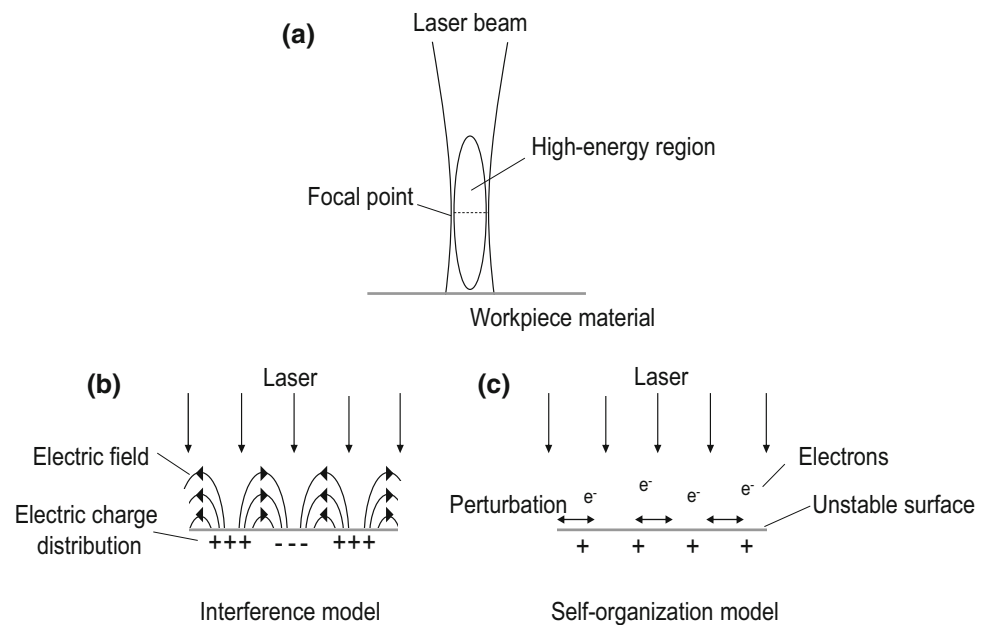 (a)
Laser beam
High-energy region
Focal point
Workpiece material
(b)
Laser
Electric field
Electric charge
distribution
+++ --- +++
Interference model
(c)
Laser
Electrons
e- e- e- e-
Perturbation
Unstable surface
+ + + +
Self-organization model